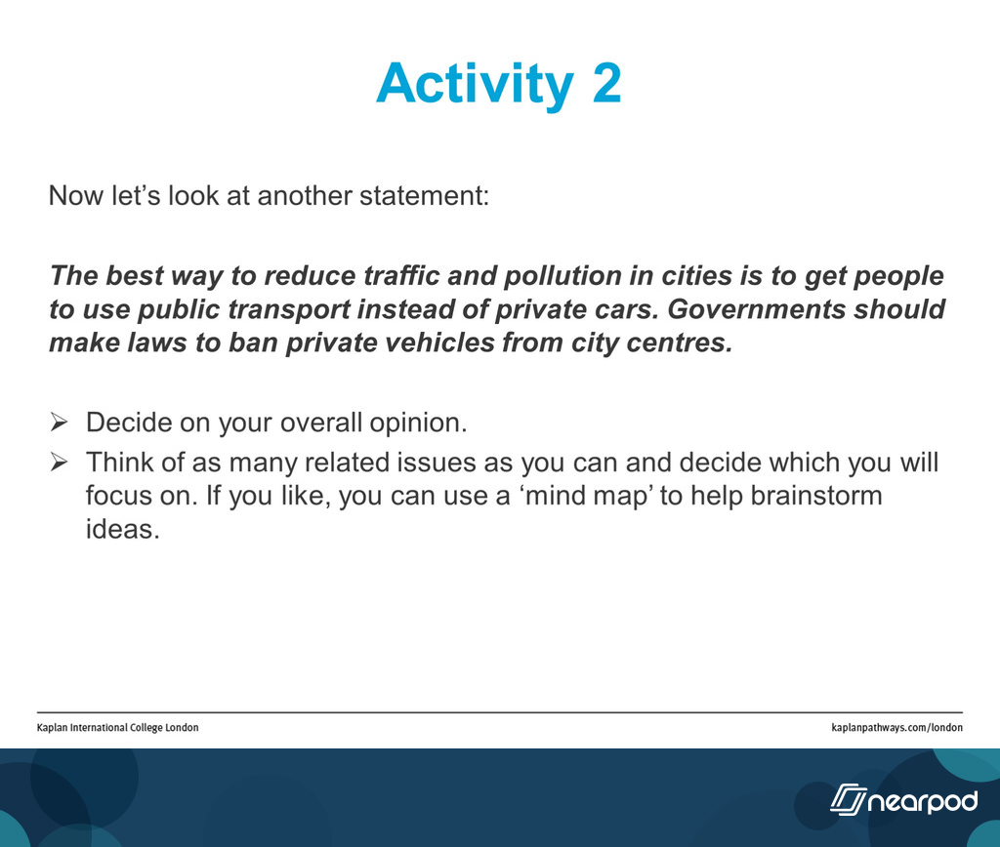 Activity 2
Now let’s look at another statement:
The best way to reduce traffic and pollution in cities is to get people
to use public transport instead of private cars. Governments should
make laws to ban private vehicles from city centres.
➢ Decide on your overall opinion.
➢ Think of as many related issues as you can and decide which you will
focus on. If you like, you can use a ‘mind map’ to help brainstorm
ideas.
Kaplan International College London
kaplanpathways.com/london
nearpod